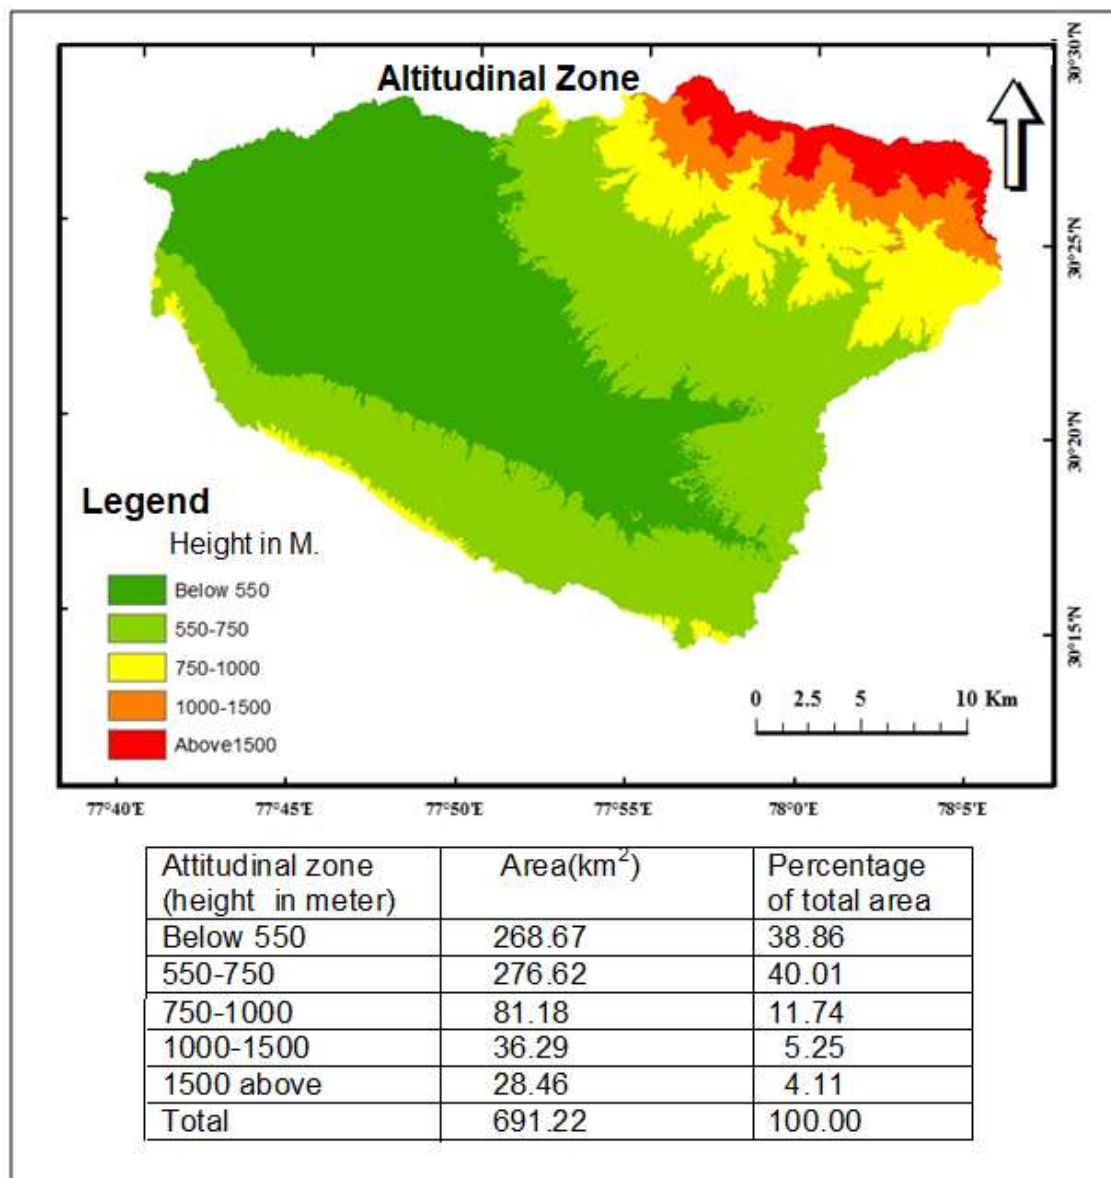 Altitudinal Zone
30°30'N
30°25'N
30°20'N
30°15'N
Legend
Height in M.
Below 550
550-750
750-1000
1000-1500
Above1500
0 2.5 5 10 Km
77°40'E 77°45'E 77°50'E 77°55'E 78°0'E 78°5'E
Attitudinal zone (height in meter) Area(km²) Percentage of total area
Below 550 268.67 38.86
550-750 276.62 40.01
750-1000 81.18 11.74
1000-1500 36.29 5.25
1500 above 28.46 4.11
Total 691.22 100.00